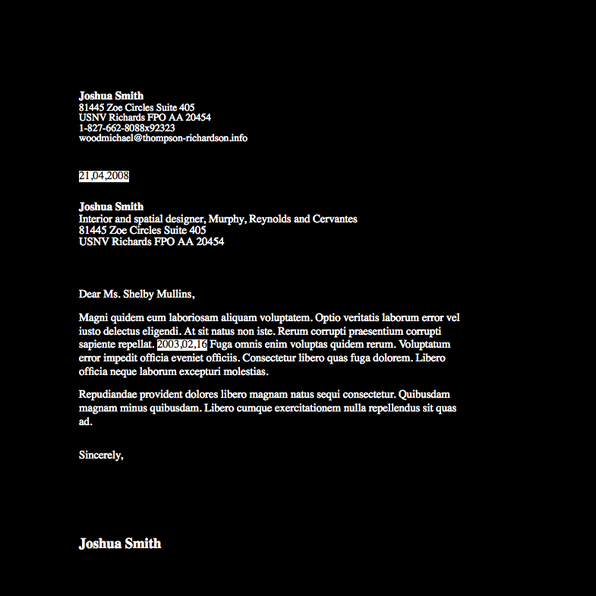 Joshua Smith
81445 Zoe Circles Suite 405
USNV Richards FPO AA 20454
1-827-662-8088x92323
woodmichael@thompson-richardson.info
21,04,2008
Joshua Smith
Interior and spatial designer, Murphy, Reynolds and Cervantes
81445 Zoe Circles Suite 405
USNV Richards FPO AA 20454
Dear Ms. Shelby Mullins,
Magni quidem eum laboriosam aliquam voluptatem. Optio veritatis laborum error vel
iusto delectus eligendi. At sit natus non iste. Rerum corrupti praesentium corrupti
sapiente repellat. 2003,02,16 Fuga omnis enim voluptas quidem rerum. Voluptatum
error impedit officia eveniet officiis. Consectetur libero quas fuga dolorem. Libero
officia neque laborum excepturi molestias.
Repudiandae provident dolores libero magnam natus sequi consectetur. Quibusdam
magnam minus quibusdam. Libero cumque exercitationem nulla repellendus sit quas
ad.
Sincerely,
Joshua Smith